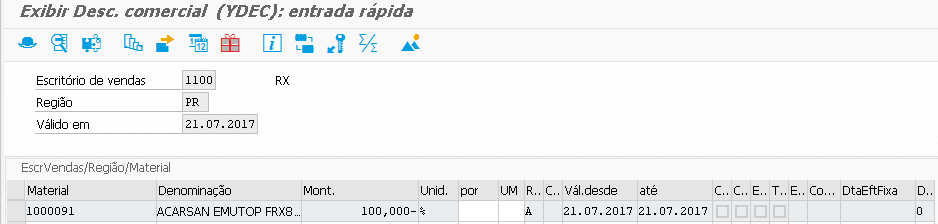 Exibir Desc. comercial (YDEC): entrada rápida
Escritório de vendas 1100 RX
Região PR
Válido em 21.07.2017
EscrVendas/Região/Material
Material Denominação Mont. Unid. por UM R.. C.. Vál.desde até C.. C.. E.. T.. E.. Co... DtaEftFixa D..
1000091 ACARSAN EMUTOP FRX8... 100,000- % A 21.07.2017 21.07.2017 0